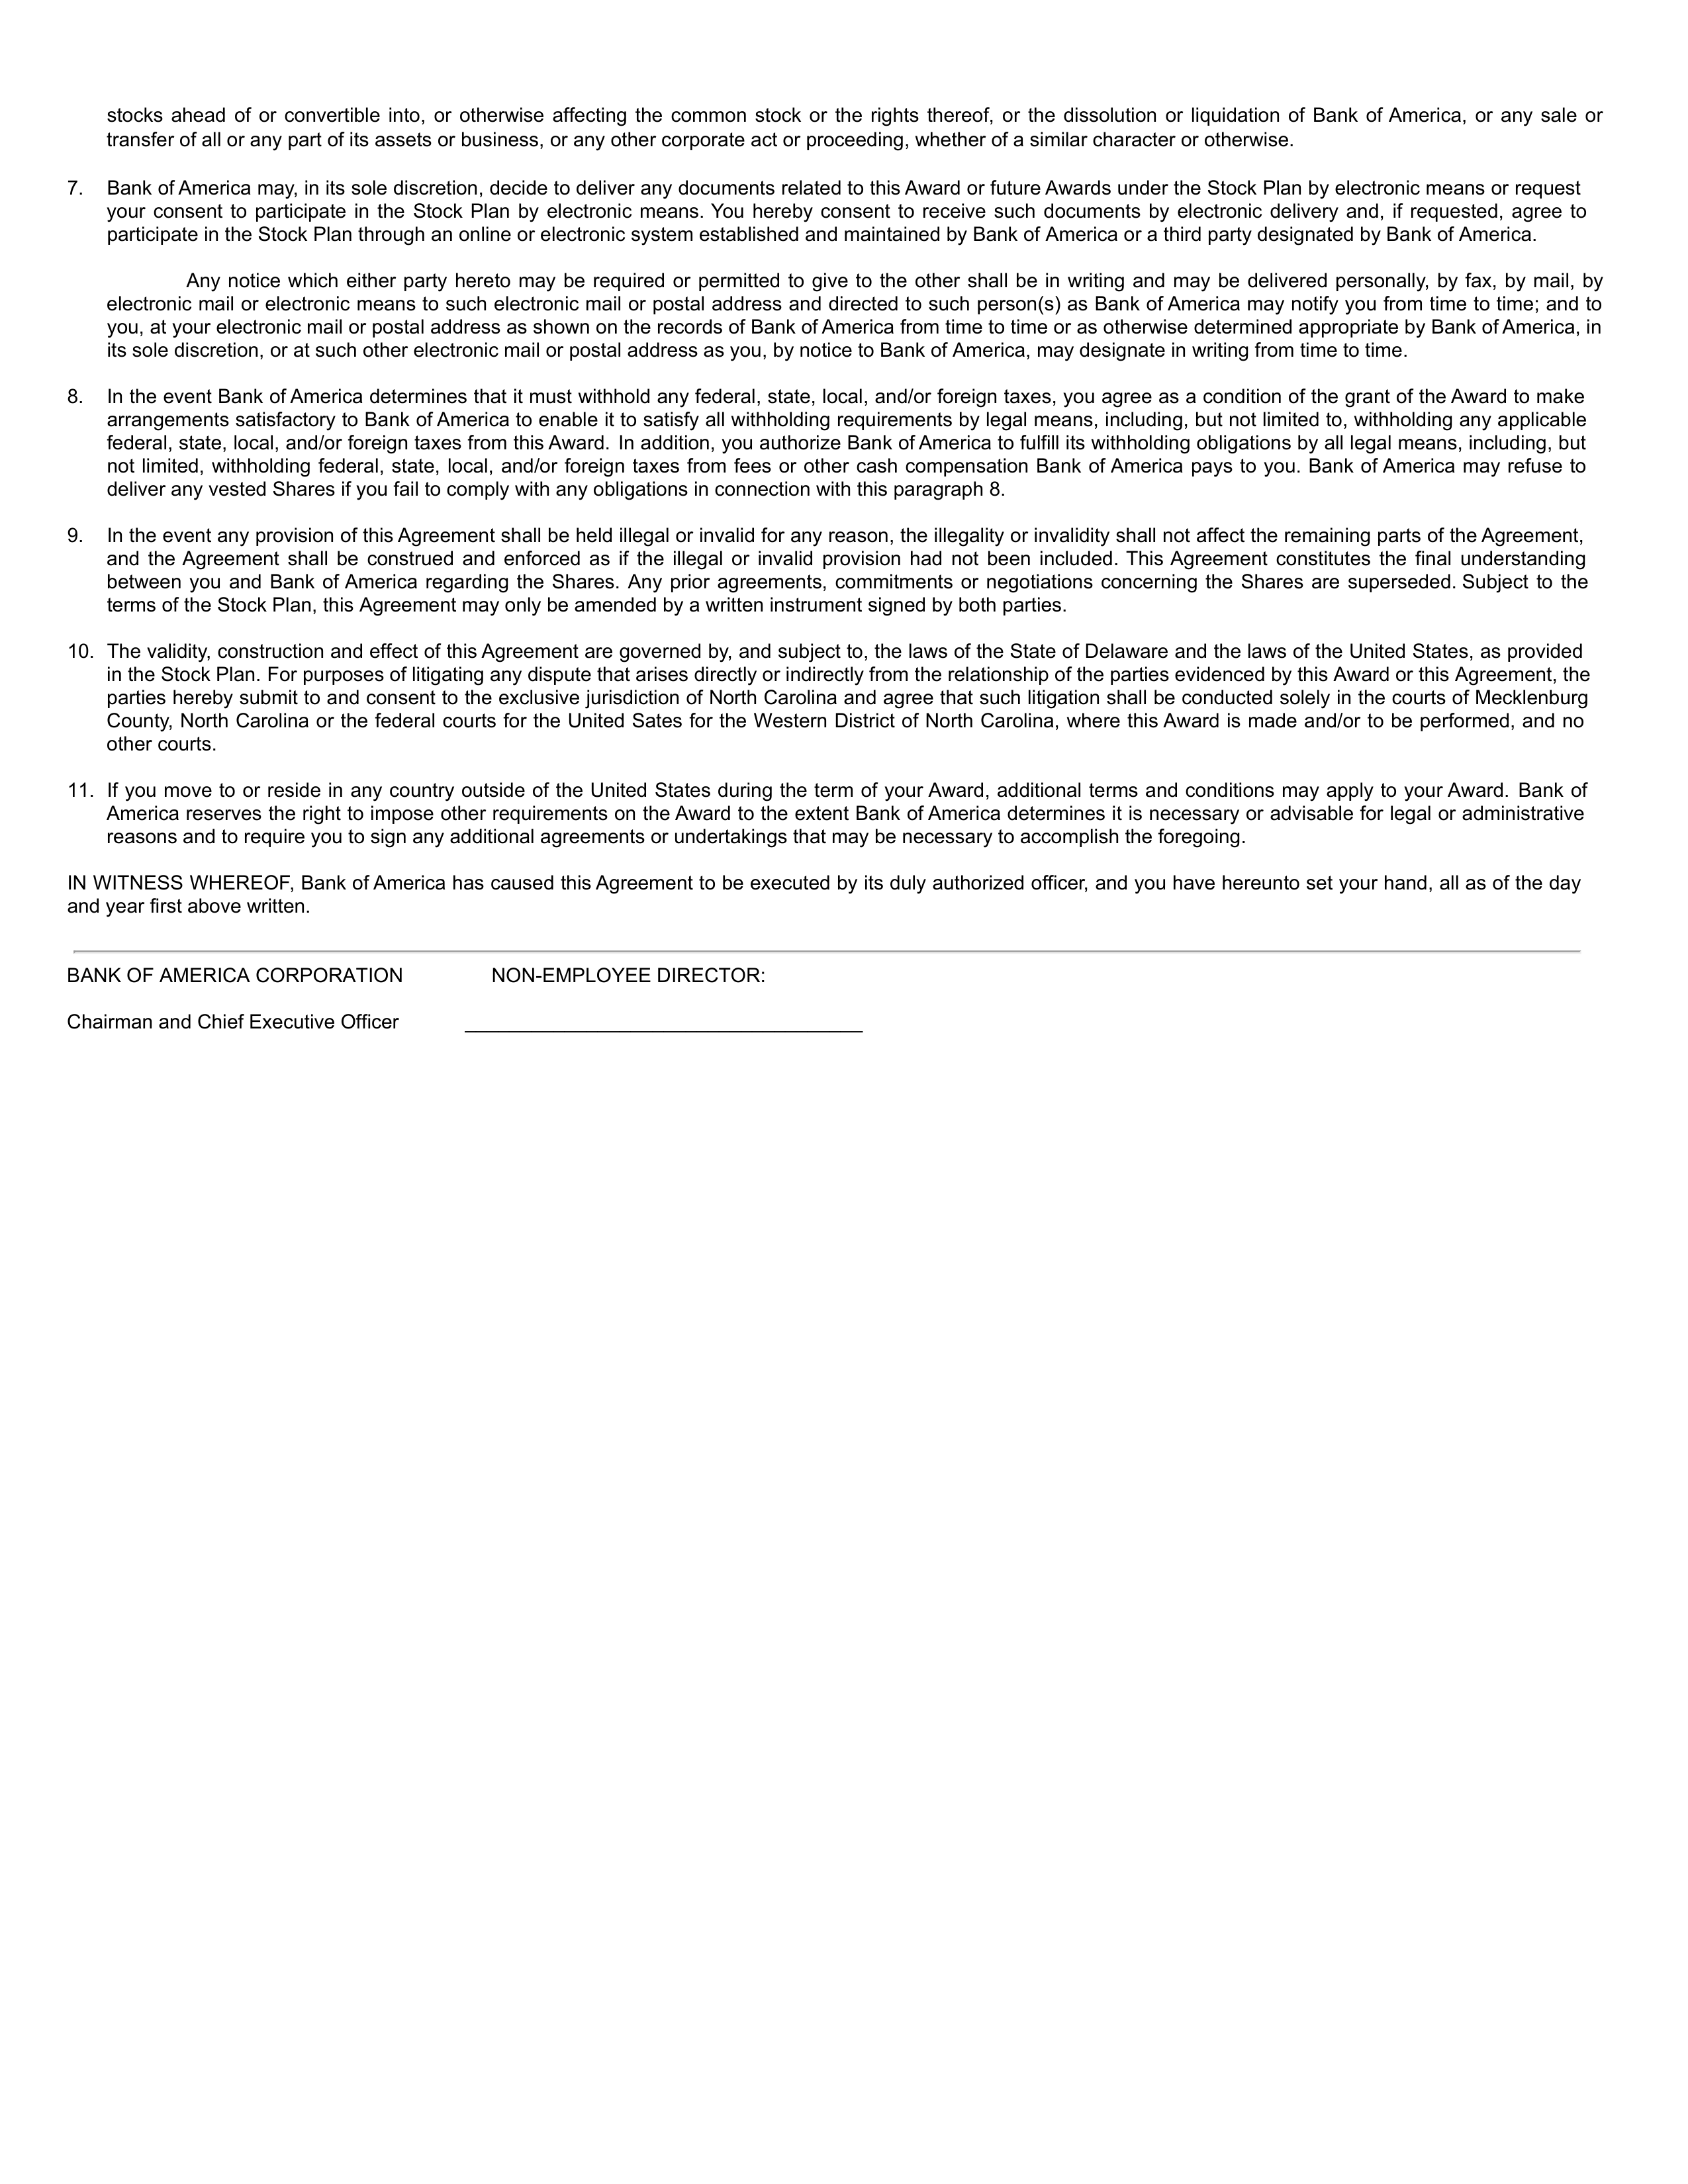 stocks ahead of or convertible into, or otherwise affecting the common stock or the rights thereof, or the dissolution or liquidation of Bank of America, or any sale or
transfer of all or any part of its assets or business, or any other corporate act or proceeding, whether of a similar character or otherwise.
7. Bank of America may, in its sole discretion, decide to deliver any documents related to this Award or future Awards under the Stock Plan by electronic means or request
your consent to participate in the Stock Plan by electronic means. You hereby consent to receive such documents by electronic delivery and, if requested, agree to
participate in the Stock Plan through an online or electronic system established and maintained by Bank of America or a third party designated by Bank of America.
Any notice which either party hereto may be required or permitted to give to the other shall be in writing and may be delivered personally, by fax, by mail, by
electronic mail or electronic means to such electronic mail or postal address and directed to such person(s) as Bank of America may notify you from time to time; and to
you, at your electronic mail or postal address as shown on the records of Bank of America from time to time or as otherwise determined appropriate by Bank of America, in
its sole discretion, or at such other electronic mail or postal address as you, by notice to Bank of America, may designate in writing from time to time.
8. In the event Bank of America determines that it must withhold any federal, state, local, and/or foreign taxes, you agree as a condition of the grant of the Award to make
arrangements satisfactory to Bank of America to enable it to satisfy all withholding requirements by legal means, including, but not limited to, withholding any applicable
federal, state, local, and/or foreign taxes from this Award. In addition, you authorize Bank of America to fulfill its withholding obligations by all legal means, including, but
not limited, withholding federal, state, local, and/or foreign taxes from fees or other cash compensation Bank of America pays to you. Bank of America may refuse to
deliver any vested Shares if you fail to comply with any obligations in connection with this paragraph 8.
9. In the event any provision of this Agreement shall be held illegal or invalid for any reason, the illegality or invalidity shall not affect the remaining parts of the Agreement,
and the Agreement shall be construed and enforced as if the illegal or invalid provision had not been included. This Agreement constitutes the final understanding
between you and Bank of America regarding the Shares. Any prior agreements, commitments or negotiations concerning the Shares are superseded. Subject to the
terms of the Stock Plan, this Agreement may only be amended by a written instrument signed by both parties.
10. The validity, construction and effect of this Agreement are governed by, and subject to, the laws of the State of Delaware and the laws of the United States, as provided
in the Stock Plan. For purposes of litigating any dispute that arises directly or indirectly from the relationship of the parties evidenced by this Award or this Agreement, the
parties hereby submit to and consent to the exclusive jurisdiction of North Carolina and agree that such litigation shall be conducted solely in the courts of Mecklenburg
County, North Carolina or the federal courts for the United Sates for the Western District of North Carolina, where this Award is made and/or to be performed, and no
other courts.
11. If you move to or reside in any country outside of the United States during the term of your Award, additional terms and conditions may apply to your Award. Bank of
America reserves the right to impose other requirements on the Award to the extent Bank of America determines it is necessary or advisable for legal or administrative
reasons and to require you to sign any additional agreements or undertakings that may be necessary to accomplish the foregoing.
IN WITNESS WHEREOF, Bank of America has caused this Agreement to be executed by its duly authorized officer, and you have hereunto set your hand, all as of the day
and year first above written.
BANK OF AMERICA CORPORATION NON-EMPLOYEE DIRECTOR:
Chairman and Chief Executive Officer